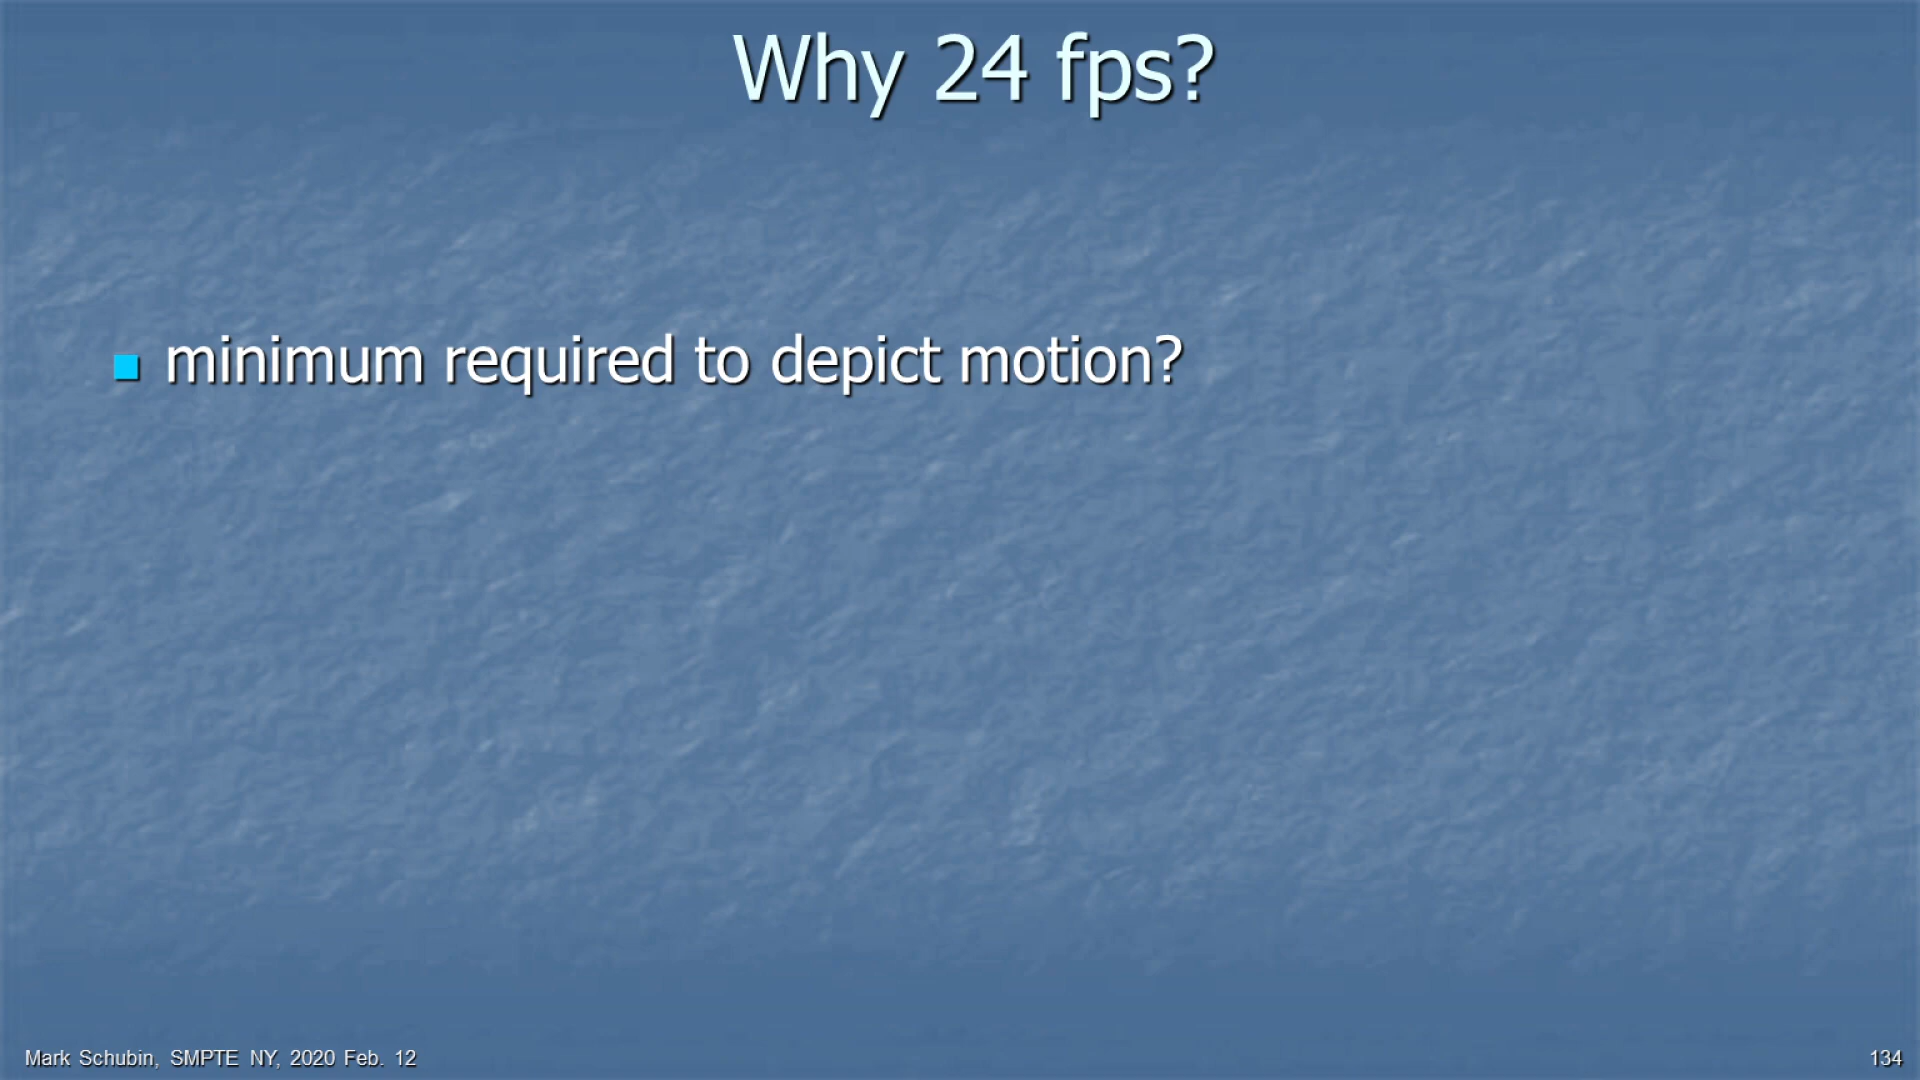 Why 24 fps?
minimum required to depict motion?
Mark Schubin, SMPTE NY, 2020 Feb. 12
134